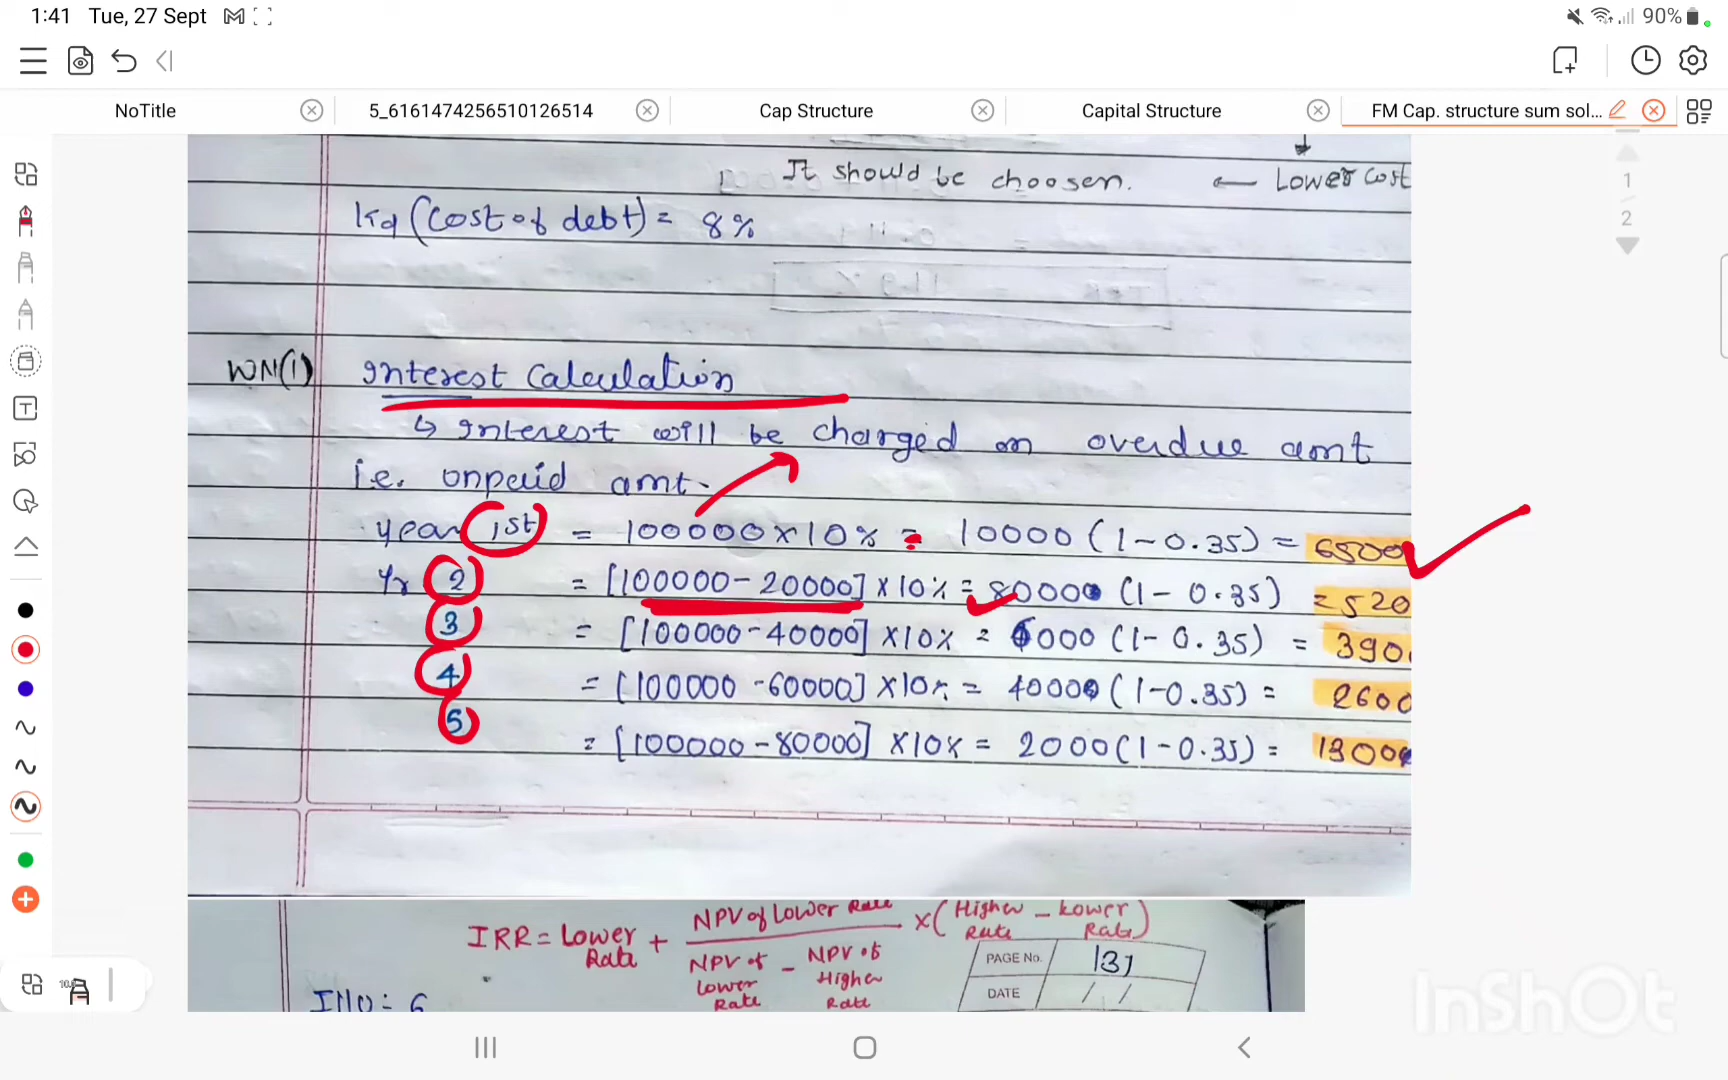 1:41 Tue, 27 Sept
90%
NoTitle
5_6161474256510126514
Cap Structure
Capital Structure
FM Cap. structure sum sol...
It should be choosen. ← Lower cost
Kd (cost of debt) = 8%
1
2
WN(1) Interest Calculation
↳ Interest will be charged on overdue amt
i.e. onpaid amt.
year 1st = 100000 x 10% = 10000 (1-0.35) = 6500
Yr 2 = [100000 - 20000] x 10% = 8000 (1 - 0.35) = 520
3 = [100000 - 40000] x 10% = 6000 (1 - 0.35) = 390
4 = [100000 - 60000] x 10% = 4000 (1-0.35) = 2600
5 = [100000 - 80000] x 10% = 2000 (1-0.35) = 1300
IRR = Lower Rate + NPV of Lower Rate x (Higher Rate - Lower Rate)
NPV of Lower Rate - NPV of Higher Rate
PAGE No. 131
DATE / /
InShOt